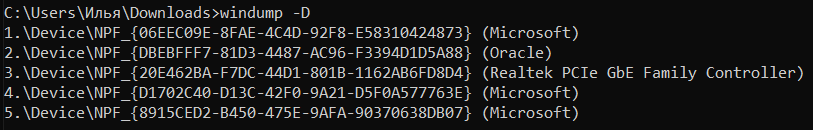 C:\Users\Илья\Downloads>windump -D
1.\Device\NPF_{06EEC09E-8FAE-4C4D-92F8-E58310424873} (Microsoft)
2.\Device\NPF_{DBEBFFF7-81D3-4487-AC96-F3394D1D5A88} (Oracle)
3.\Device\NPF_{20E462BA-F7DC-44D1-801B-1162AB6FD8D4} (Realtek PCIe GbE Family Controller)
4.\Device\NPF_{D1702C40-D13C-42F0-9A21-D5F0A577763E} (Microsoft)
5.\Device\NPF_{8915CED2-B450-475E-9AFA-90370638DB07} (Microsoft)